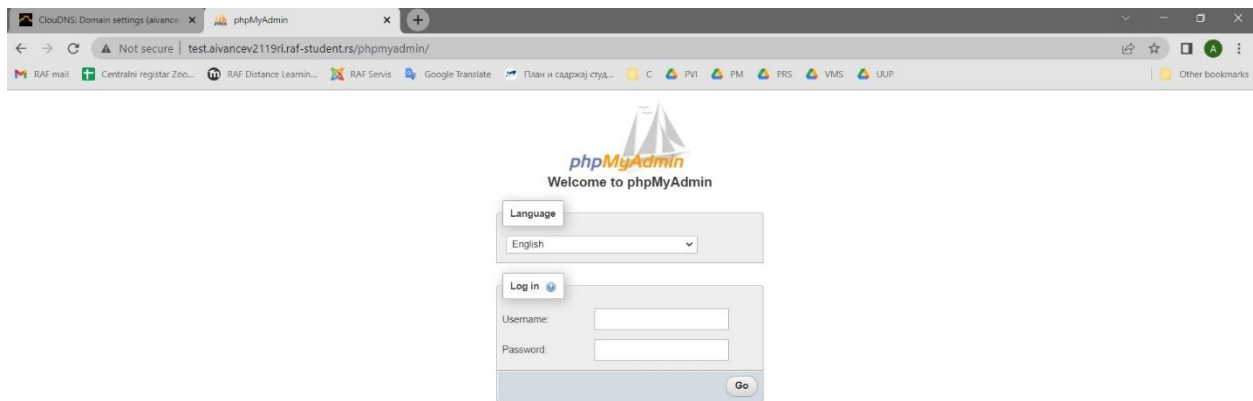 ClouDNS: Domain settings (aivance
phpMyAdmin
Not secure | test.aivancev2119ri.raf-student.rs/phpmyadmin/
A
RAF mail Centralni registar Zoo... RAF Distance Learnin... RAF Servis Google Translate План и садржај студ... C PVI PM PRS VMS UUP Other bookmarks
phpMyAdmin
Welcome to phpMyAdmin
Language
English
Log in
Username:
Password:
Go